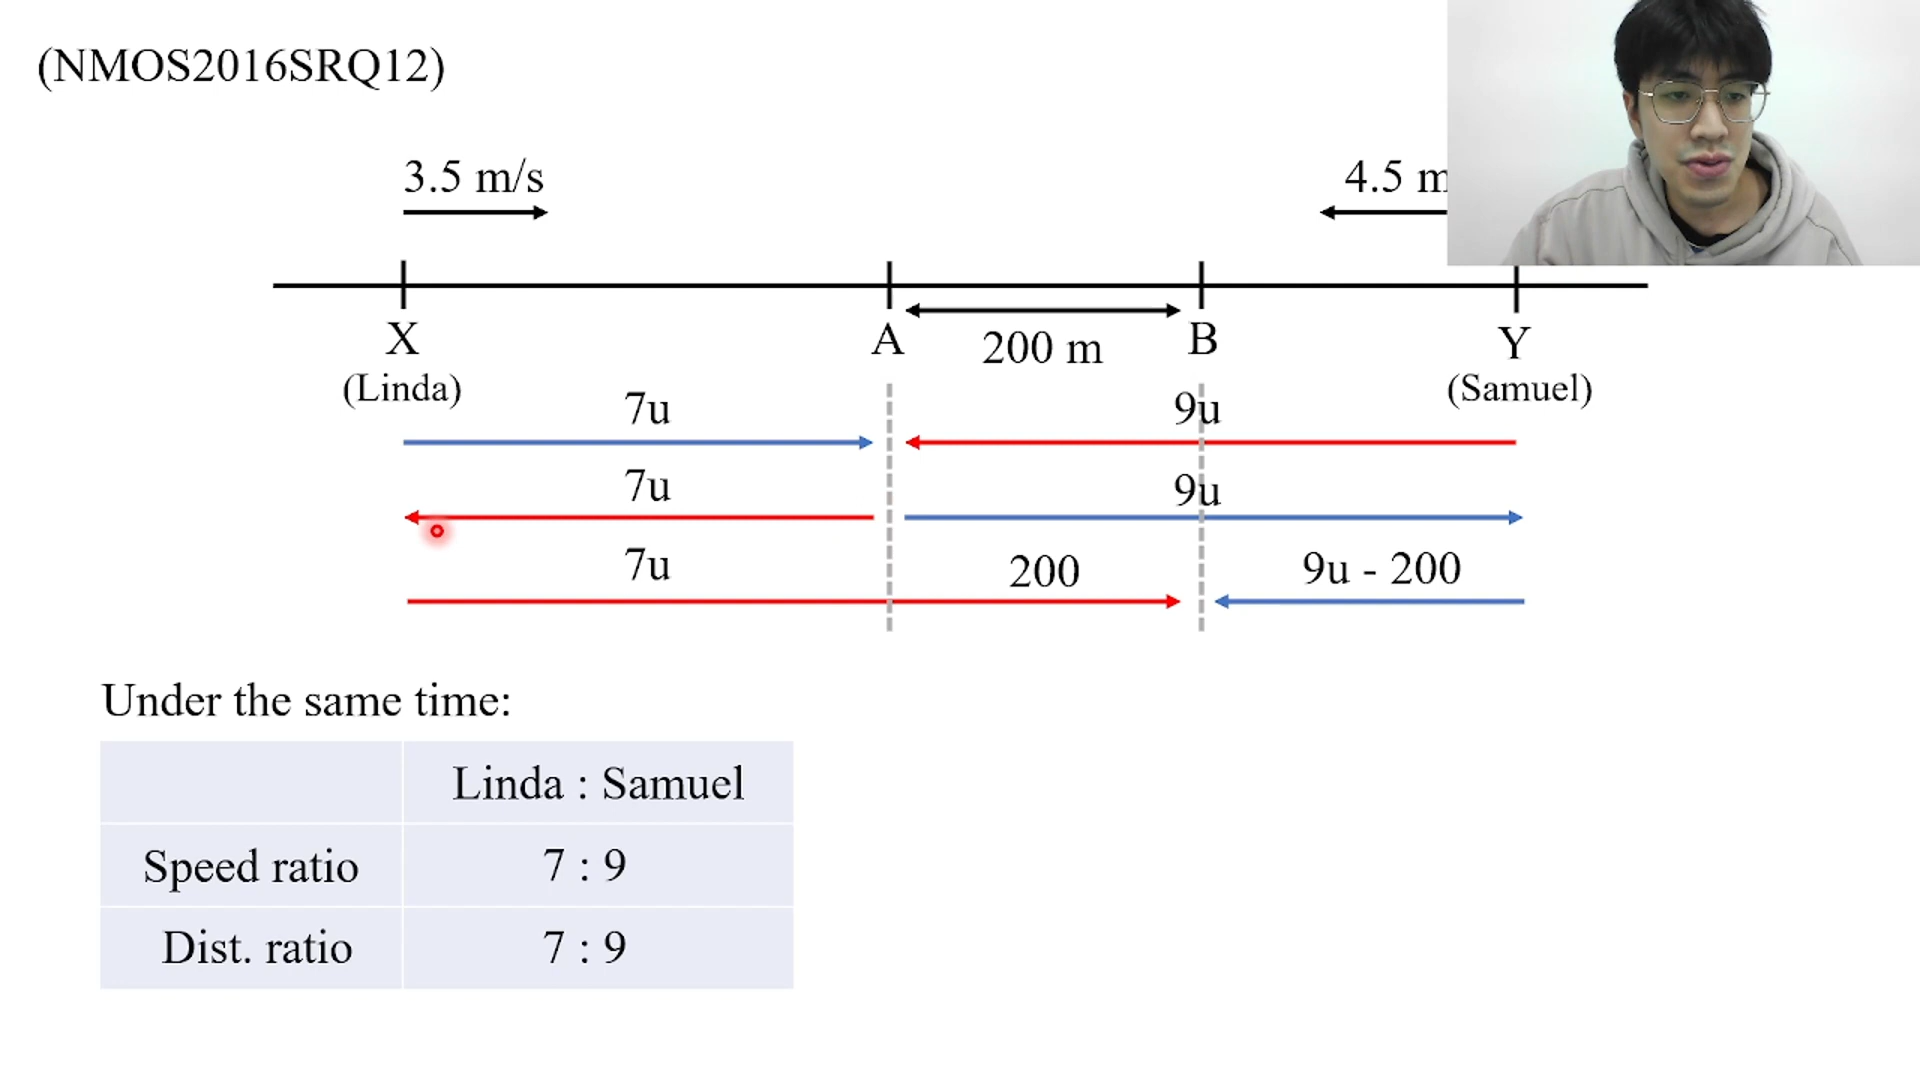 (NMOS2016SRQ12)
3.5 m/s
4.5 m
X
A
200 m
B
Y
(Linda)
(Samuel)
7u
9u
7u
9u
7u
200
9u - 200
Under the same time:
Linda : Samuel
Speed ratio
7 : 9
Dist. ratio
7 : 9